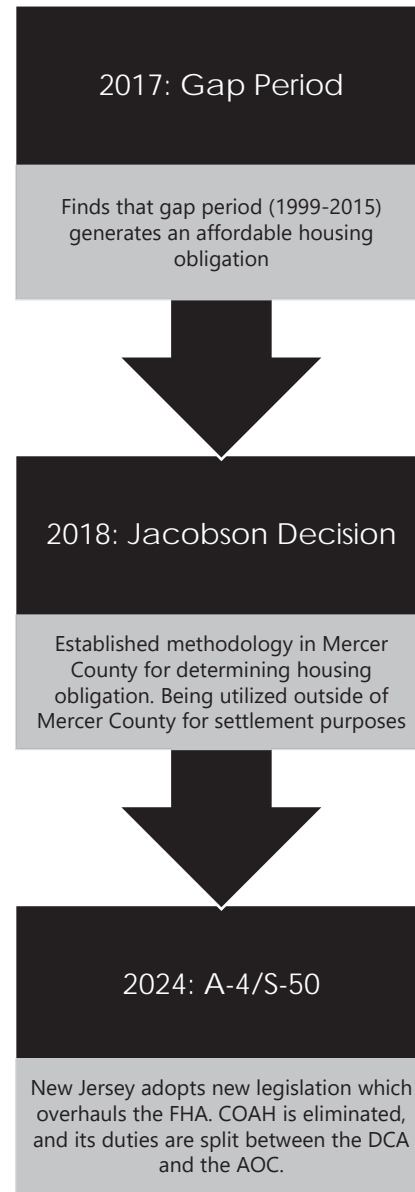 2017: Gap Period
Finds that gap period (1999-2015)
generates an affordable housing
obligation
2018: Jacobson Decision
Established methodology in Mercer
County for determining housing
obligation. Being utilized outside of
Mercer County for settlement purposes
2024: A-4/S-50
New Jersey adopts new legislation which
overhauls the FHA. COAH is eliminated,
and its duties are split between the DCA
and the AOC.